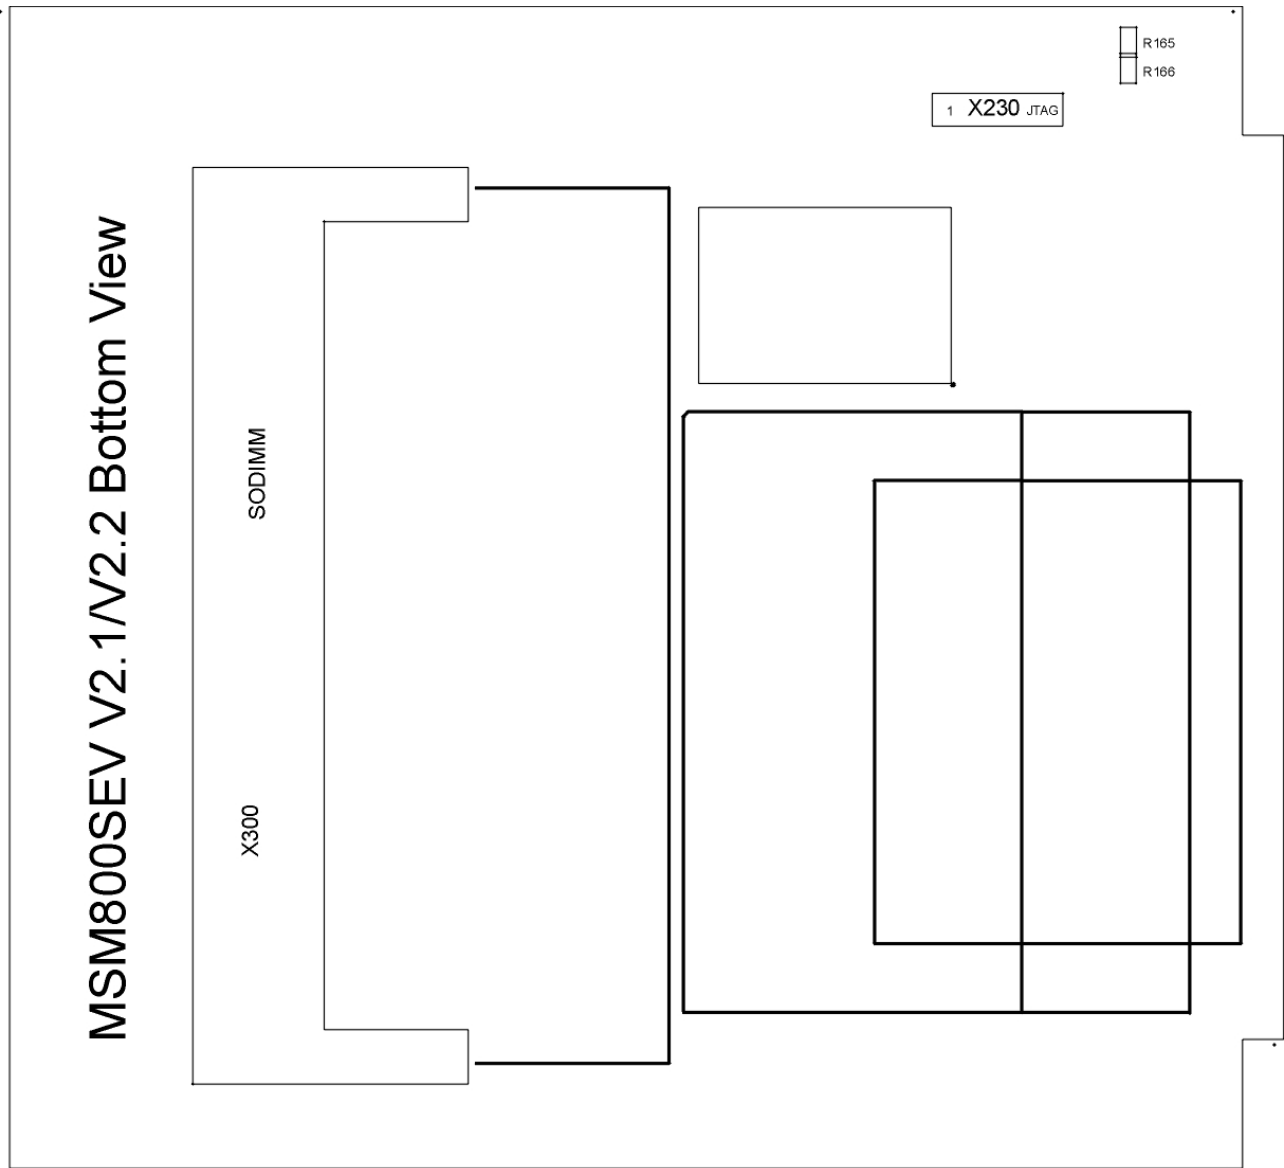 R165
R166
1 X230 JTAG
MSM800SEV V2.1/V2.2 Bottom View
SODIMM
X300